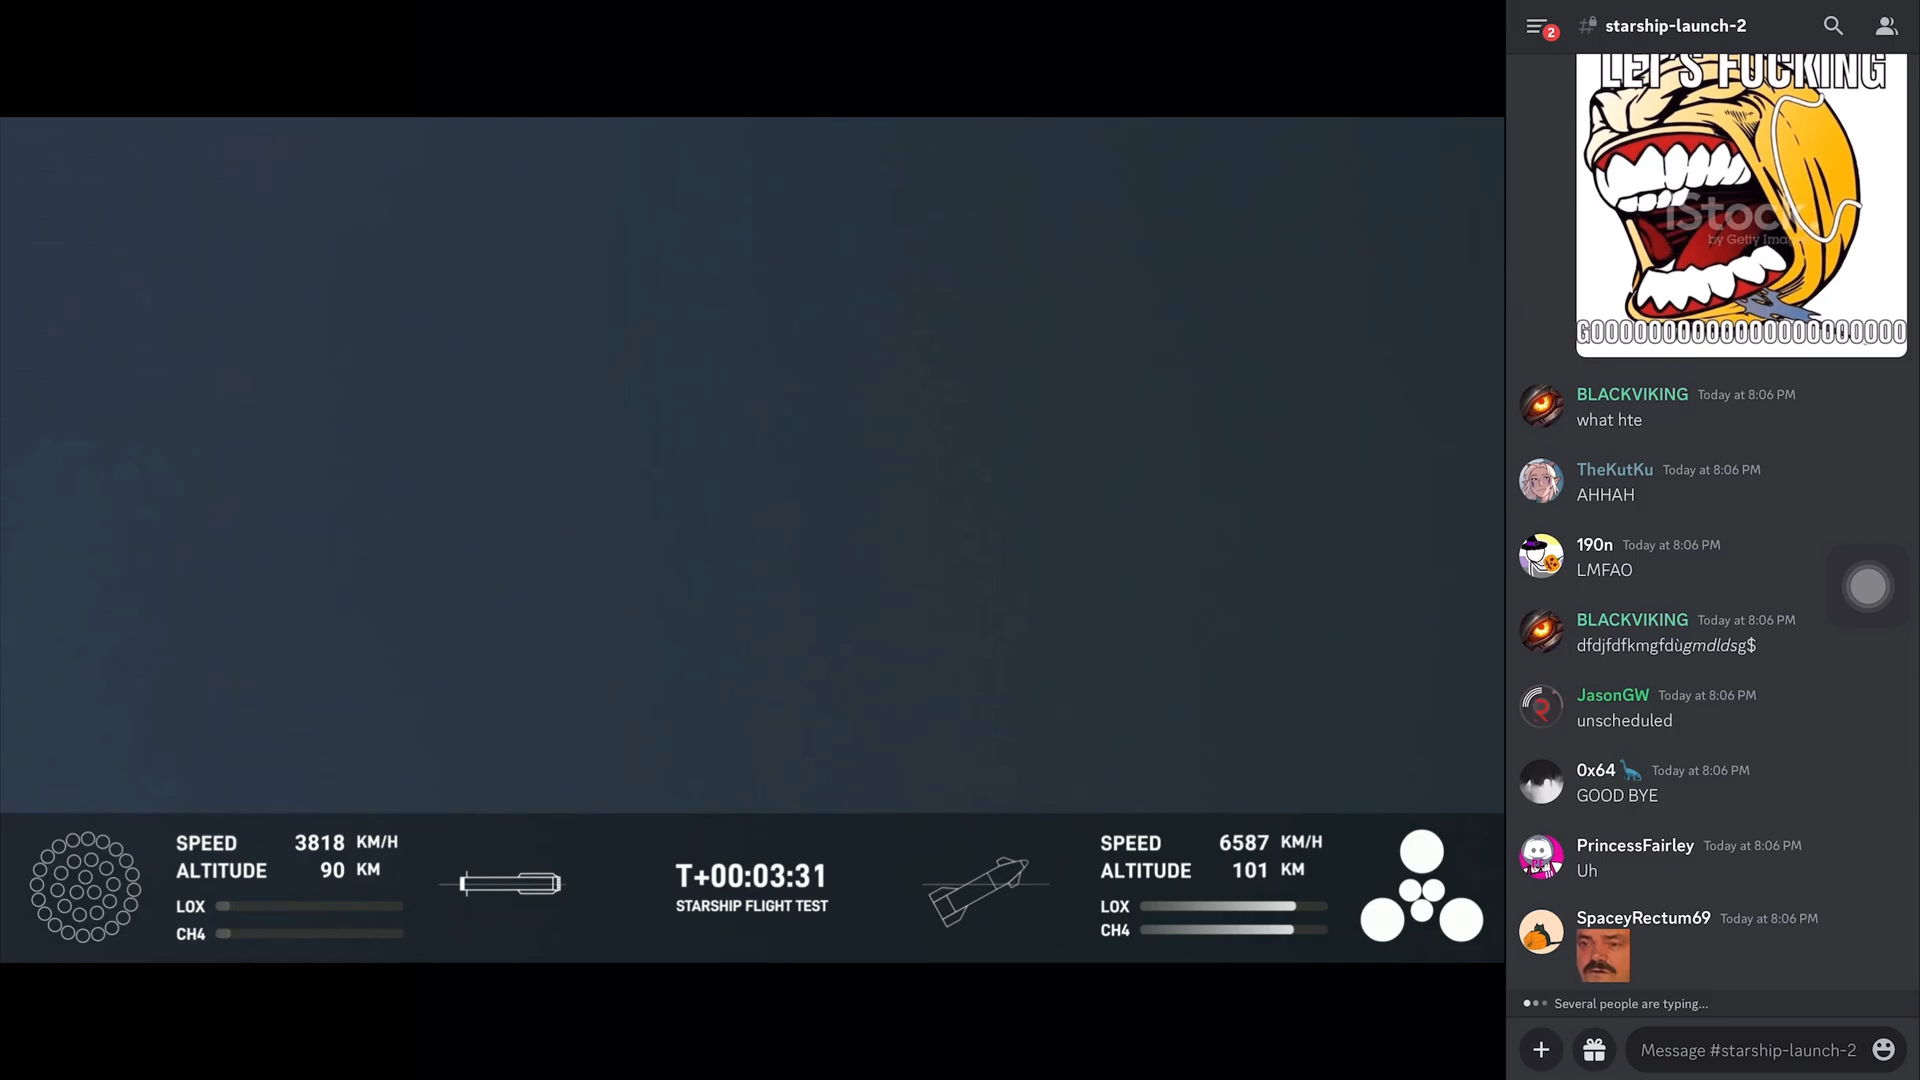 SPEED 3818 KM/H
ALTITUDE 90 KM
LOX
CH4
T+00:03:31
STARSHIP FLIGHT TEST
SPEED 6587 KM/H
ALTITUDE 101 KM
LOX
CH4
2
starship-launch-2
LET'S FUCKING
iStock
by Getty Ima
GOOOOOOOOOOOOOOOOOOOOOO
BLACKVIKING Today at 8:06 PM
what hte
TheKutKu Today at 8:06 PM
AHHAH
190n Today at 8:06 PM
LMFAO
BLACKVIKING Today at 8:06 PM
dfdjfdfkmgfdùgmdldsg$
JasonGW Today at 8:06 PM
unscheduled
0x64 🦕 Today at 8:06 PM
GOOD BYE
PrincessFairley Today at 8:06 PM
Uh
SpaceyRectum69 Today at 8:06 PM
Several people are typing...
Message #starship-launch-2